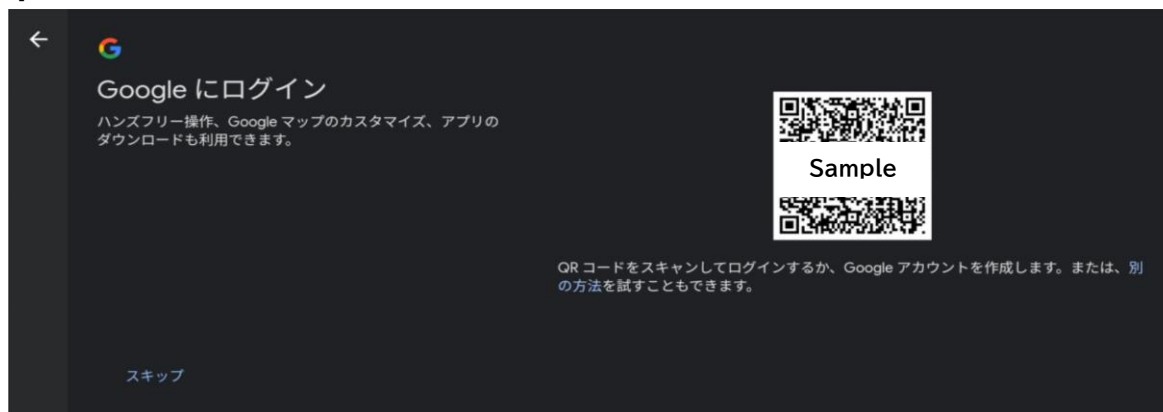 Google にログイン
ハンズフリー操作、Google マップのカスタマイズ、アプリの
ダウンロードも利用できます。
Sample
QR コードをスキャンしてログインするか、Google アカウントを作成します。または、別
の方法を試すこともできます。
スキップ